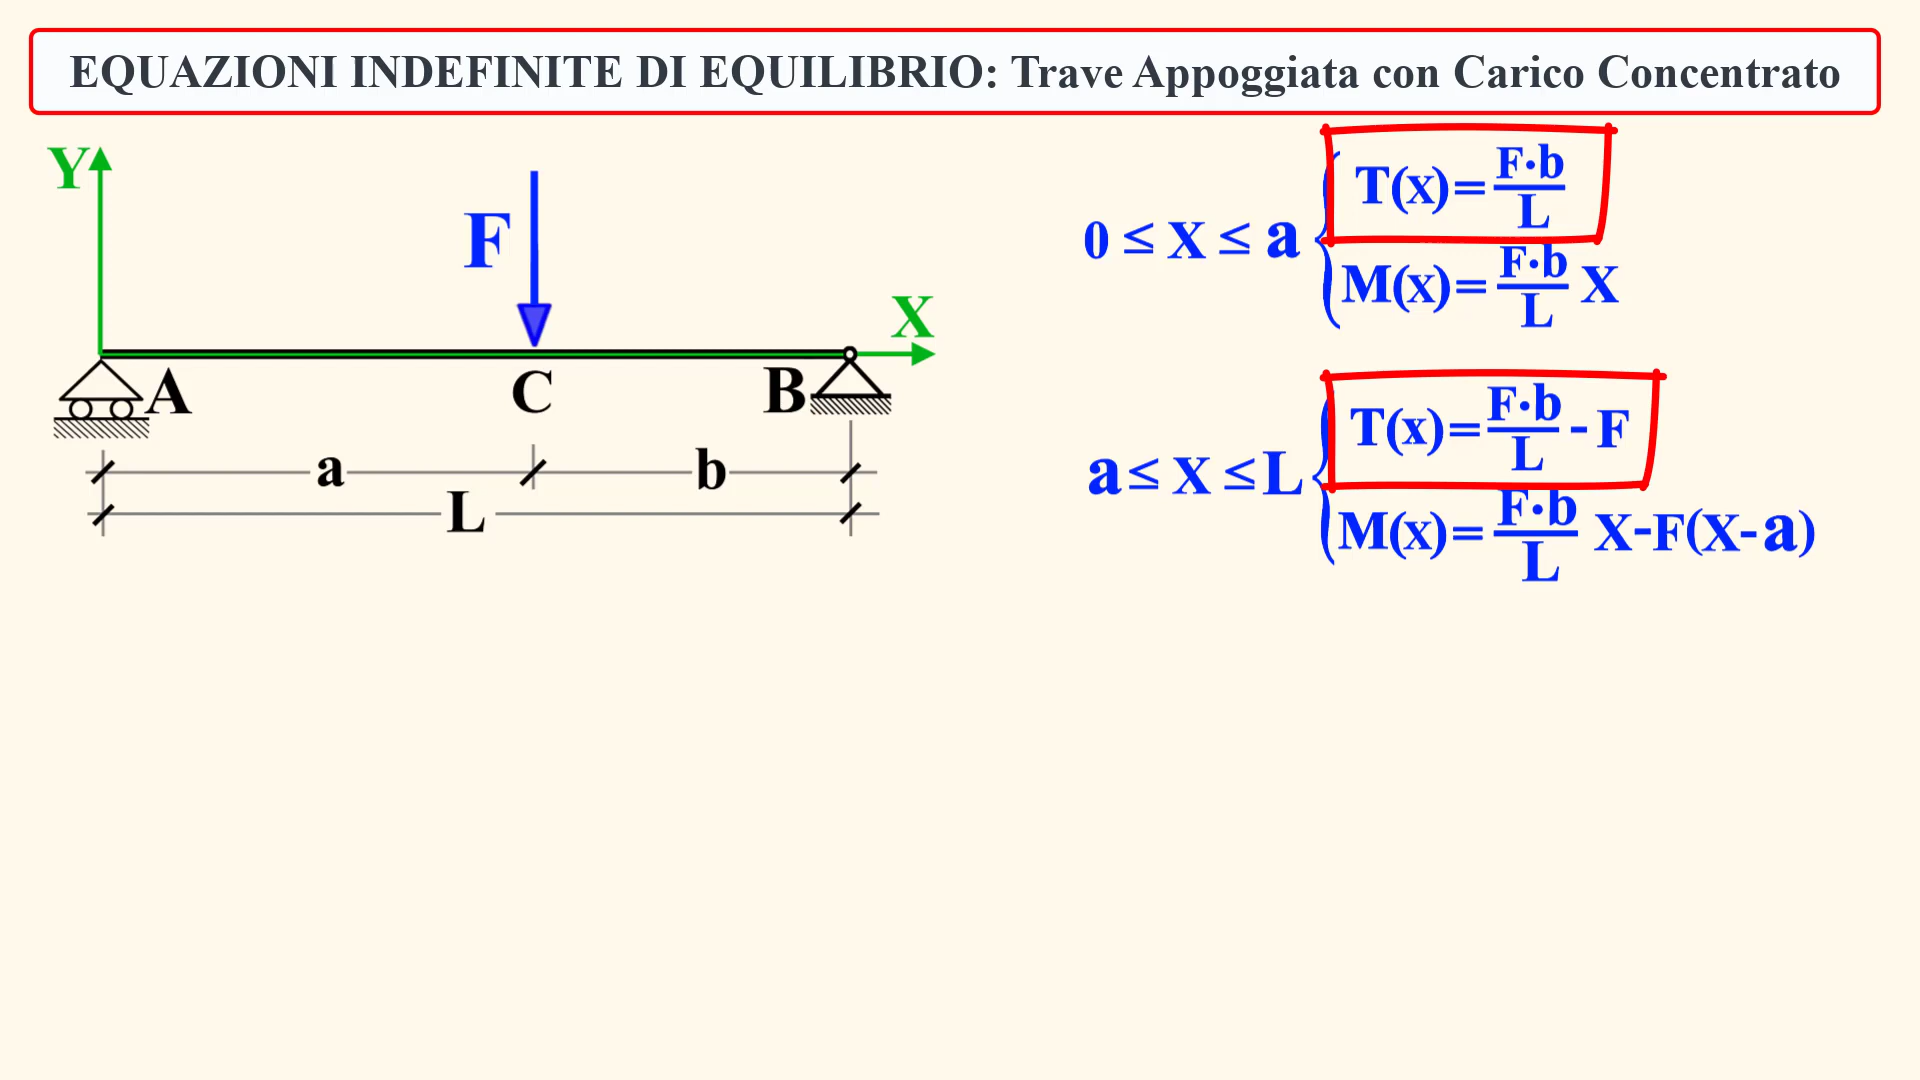 EQUAZIONI INDEFINITE DI EQUILIBRIO: Trave Appoggiata con Carico Concentrato
Y
F
X
A
C
B
a
b
L
0 ≤ X ≤ a
T(x)= F·b/L
M(x)= F·b/L X
a ≤ X ≤ L
T(x)= F·b/L - F
M(x)= F·b/L X-F(X-a)